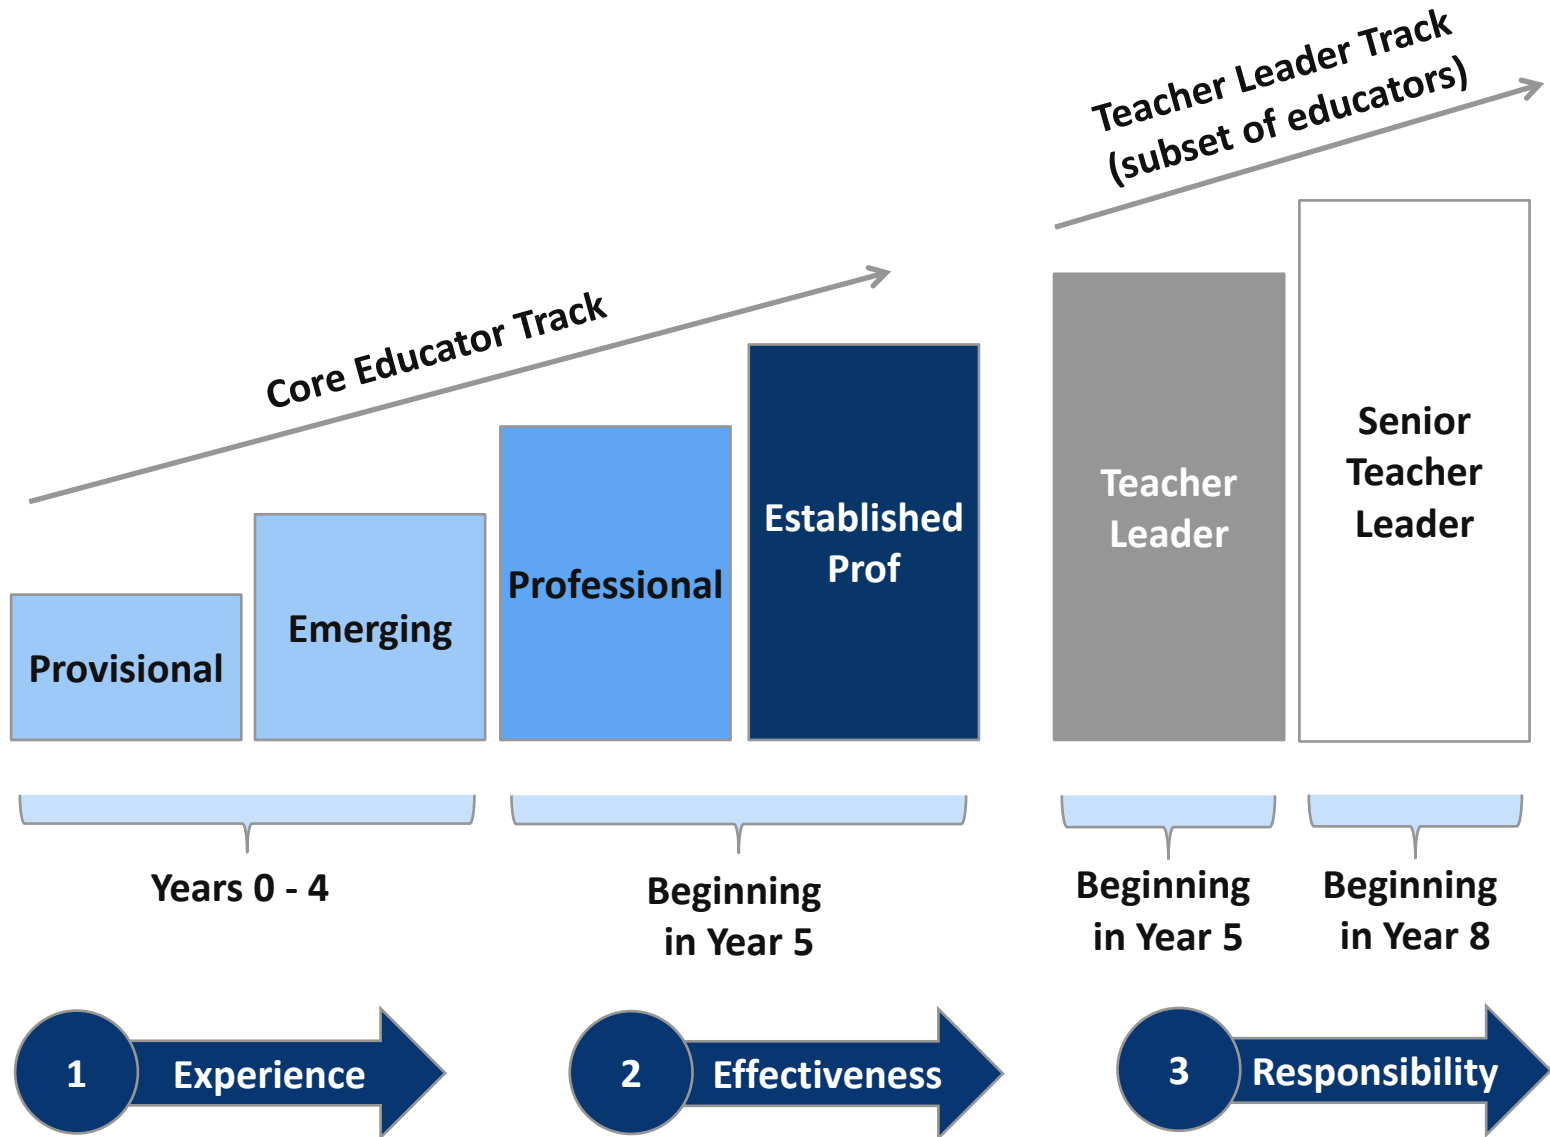 Teacher Leader Track
(subset of educators)
Core Educator Track
Provisional
Emerging
Professional
Established
Prof
Teacher
Leader
Senior
Teacher
Leader
Years 0 - 4
Beginning
in Year 5
Beginning
in Year 5
Beginning
in Year 8
1
Experience
2
Effectiveness
3
Responsibility